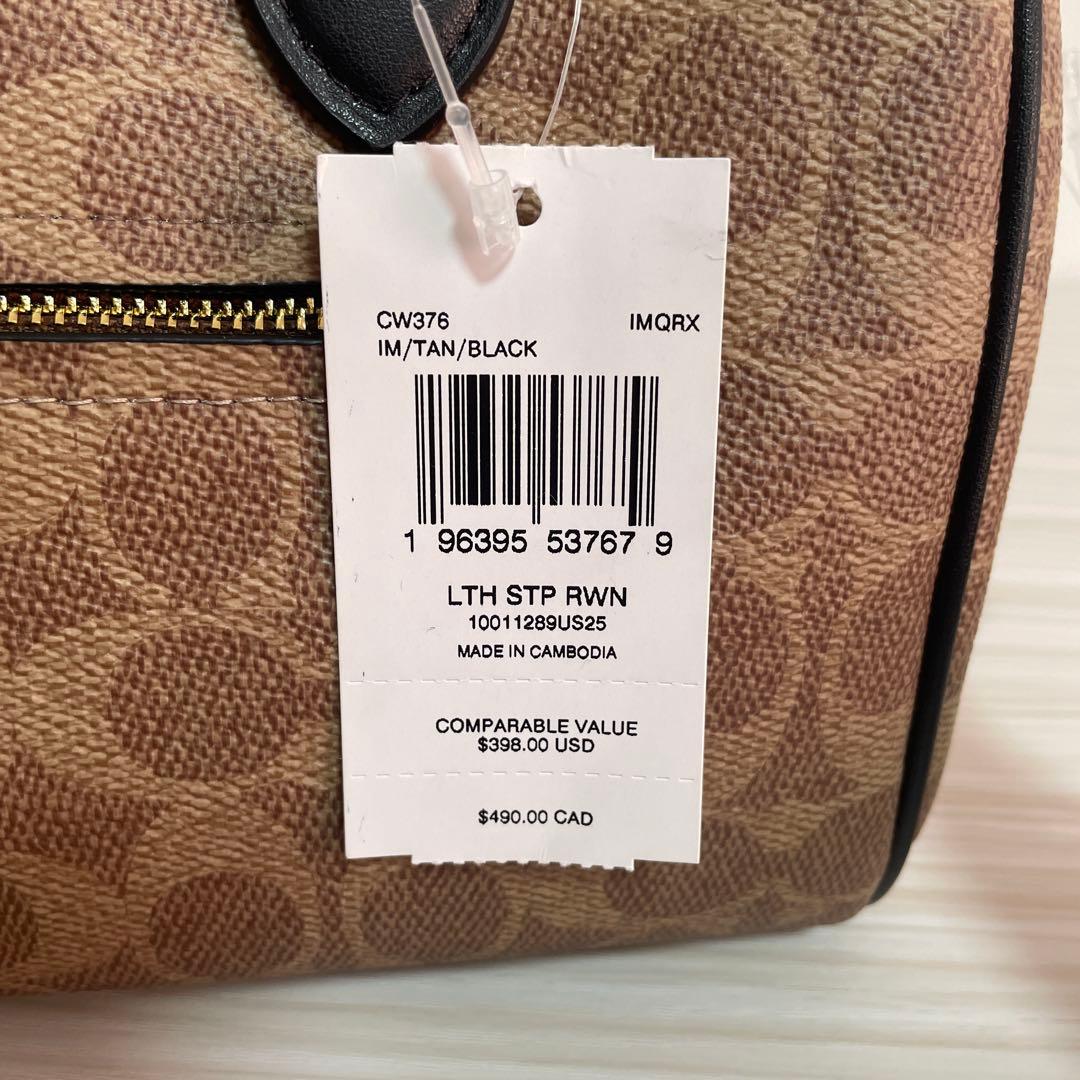 CW376 IMQRX
IM/TAN/BLACK
1 96395 53767 9
LTH STP RWN
10011289US25
MADE IN CAMBODIA
COMPARABLE VALUE
$398.00 USD
$490.00 CAD